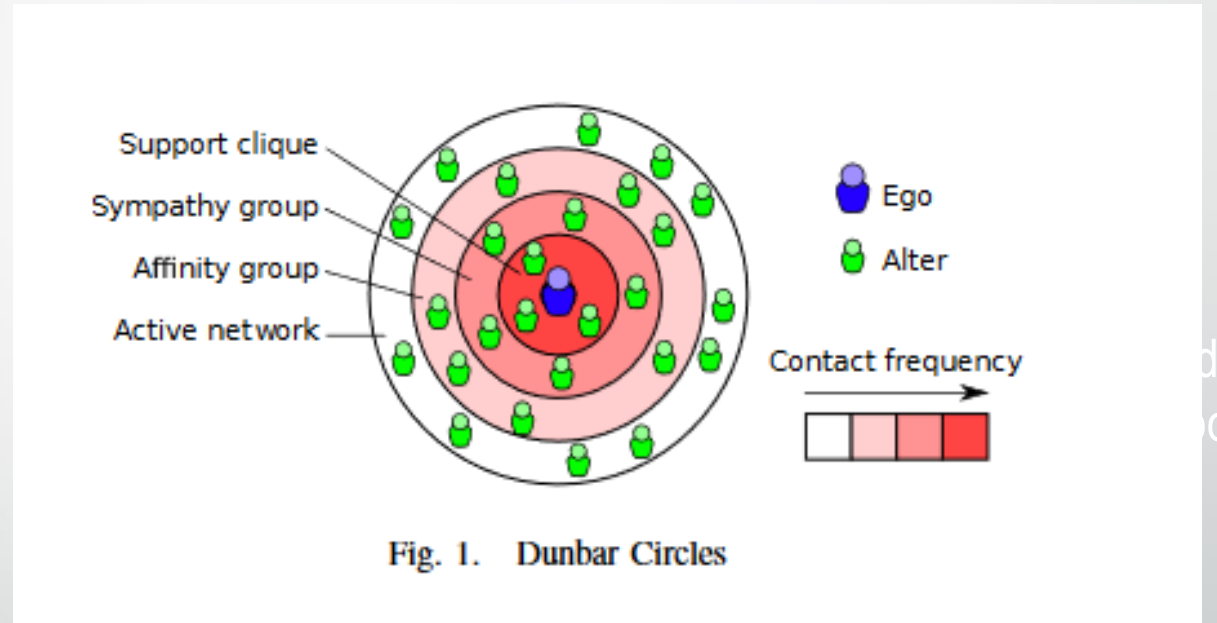 Support clique
Sympathy group
Affinity group
Active network
Ego
Alter
Contact frequency
Fig. 1. Dunbar Circles